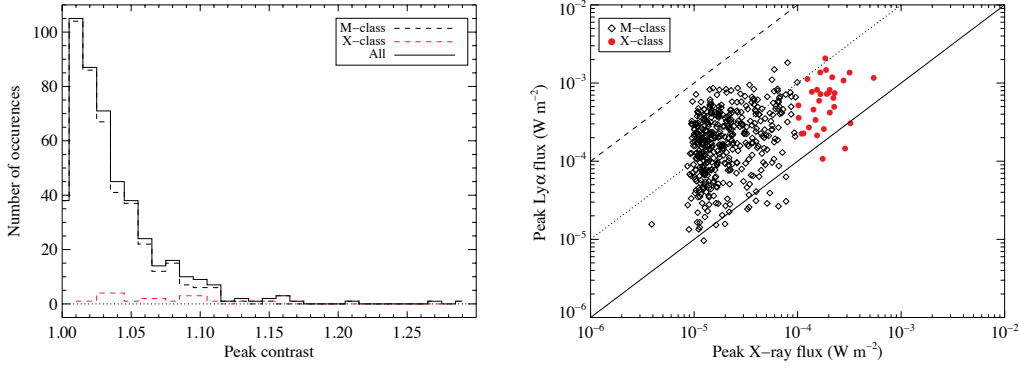 M-class
X-class
All
Number of occurences
100
80
60
40
20
0
1.00
1.05
1.10
1.15
1.20
1.25
Peak contrast
M-class
X-class
Peak Lyα flux (W m⁻²)
10⁻²
10⁻³
10⁻⁴
10⁻⁵
10⁻⁶
10⁻⁶
10⁻⁵
10⁻⁴
10⁻³
10⁻²
Peak X-ray flux (W m⁻²)